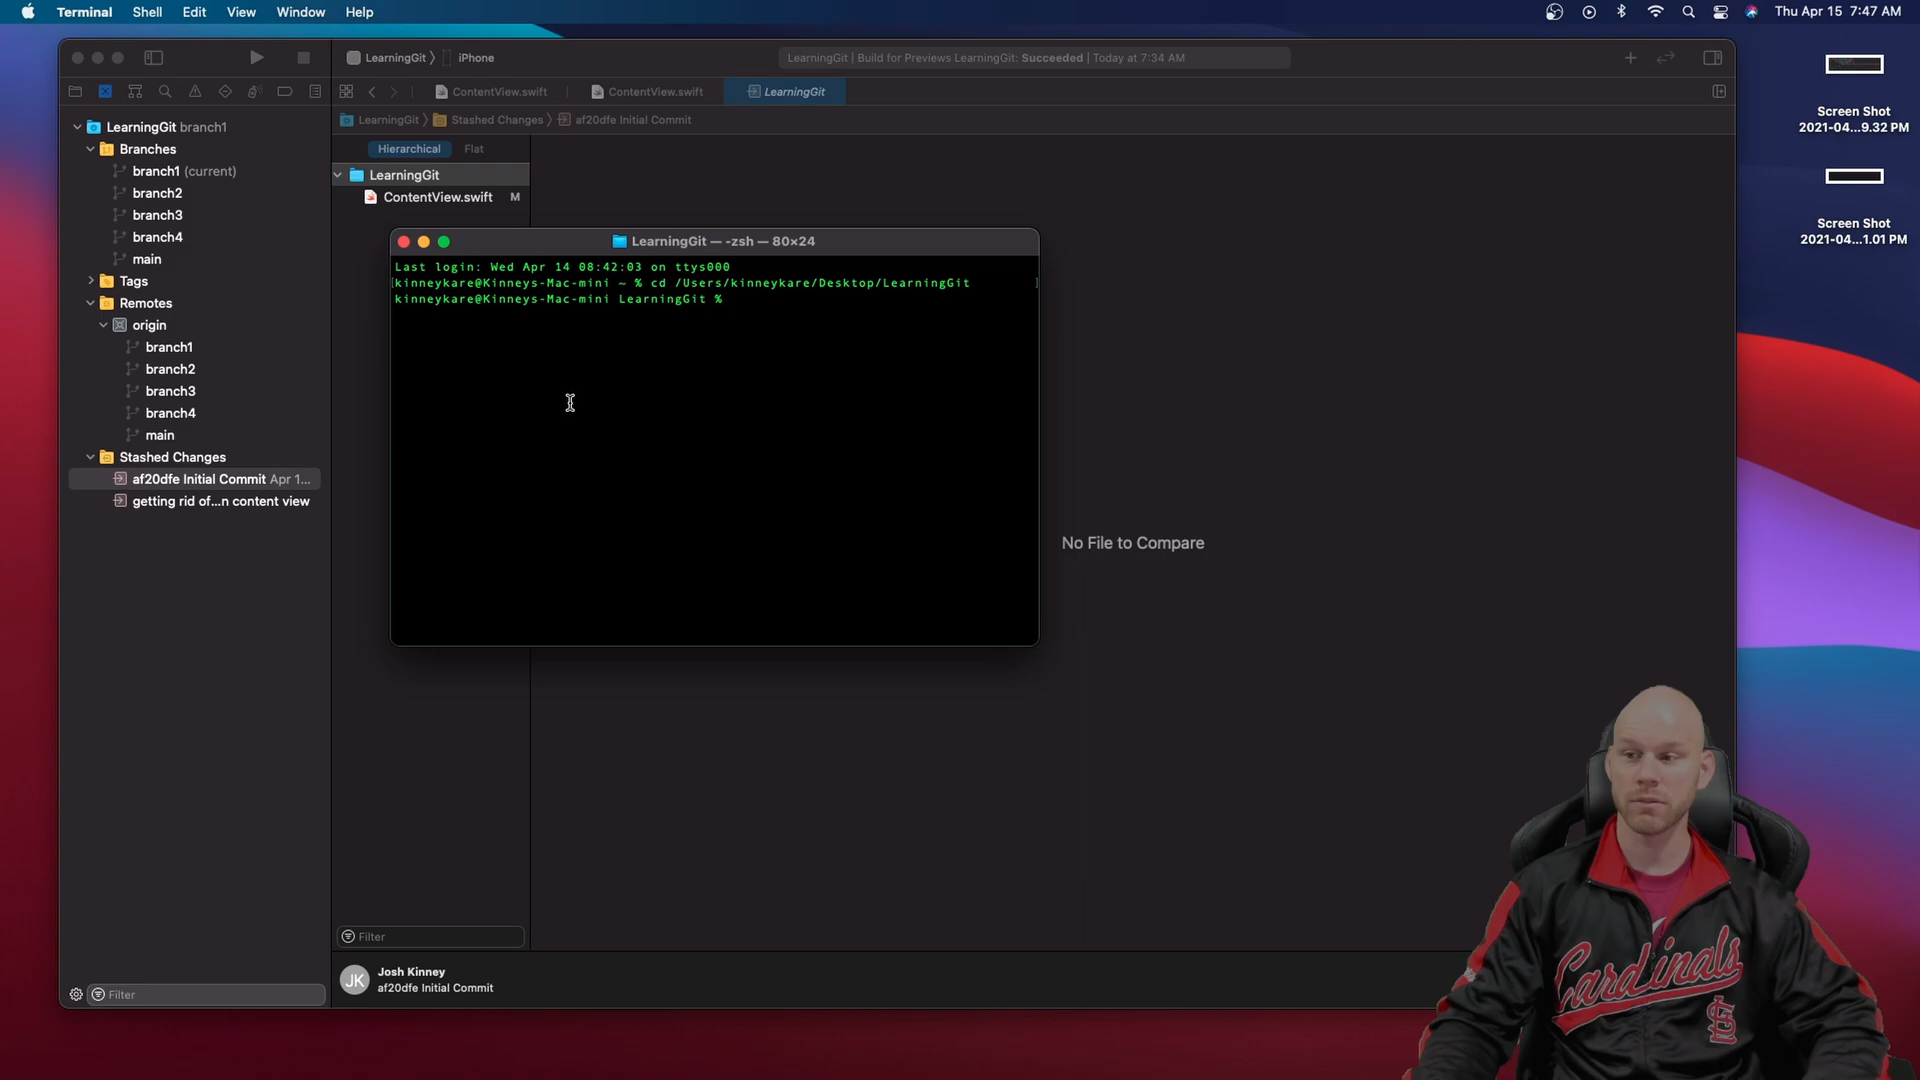 Terminal Shell Edit View Window Help
Thu Apr 15 7:47 AM
LearningGit 〉 iPhone
LearningGit | Build for Previews LearningGit: Succeeded | Today at 7:34 AM
ContentView.swift
ContentView.swift
LearningGit
LearningGit 〉 Stashed Changes 〉 af20dfe Initial Commit
LearningGit branch1
Branches
branch1 (current)
branch2
branch3
branch4
main
Tags
Remotes
origin
branch1
branch2
branch3
branch4
main
Stashed Changes
af20dfe Initial Commit Apr 1...
getting rid of...n content view
Filter
Hierarchical Flat
LearningGit
ContentView.swift M
LearningGit — -zsh — 80×24
Last login: Wed Apr 14 08:42:03 on ttys000
[kinneykare@Kinneys-Mac-mini ~ % cd /Users/kinneykare/Desktop/LearningGit ]
kinneykare@Kinneys-Mac-mini LearningGit %
No File to Compare
Filter
JK
Josh Kinney
af20dfe Initial Commit
Screen Shot
2021-04...9.32 PM
Screen Shot
2021-04...1.01 PM
Cardinals